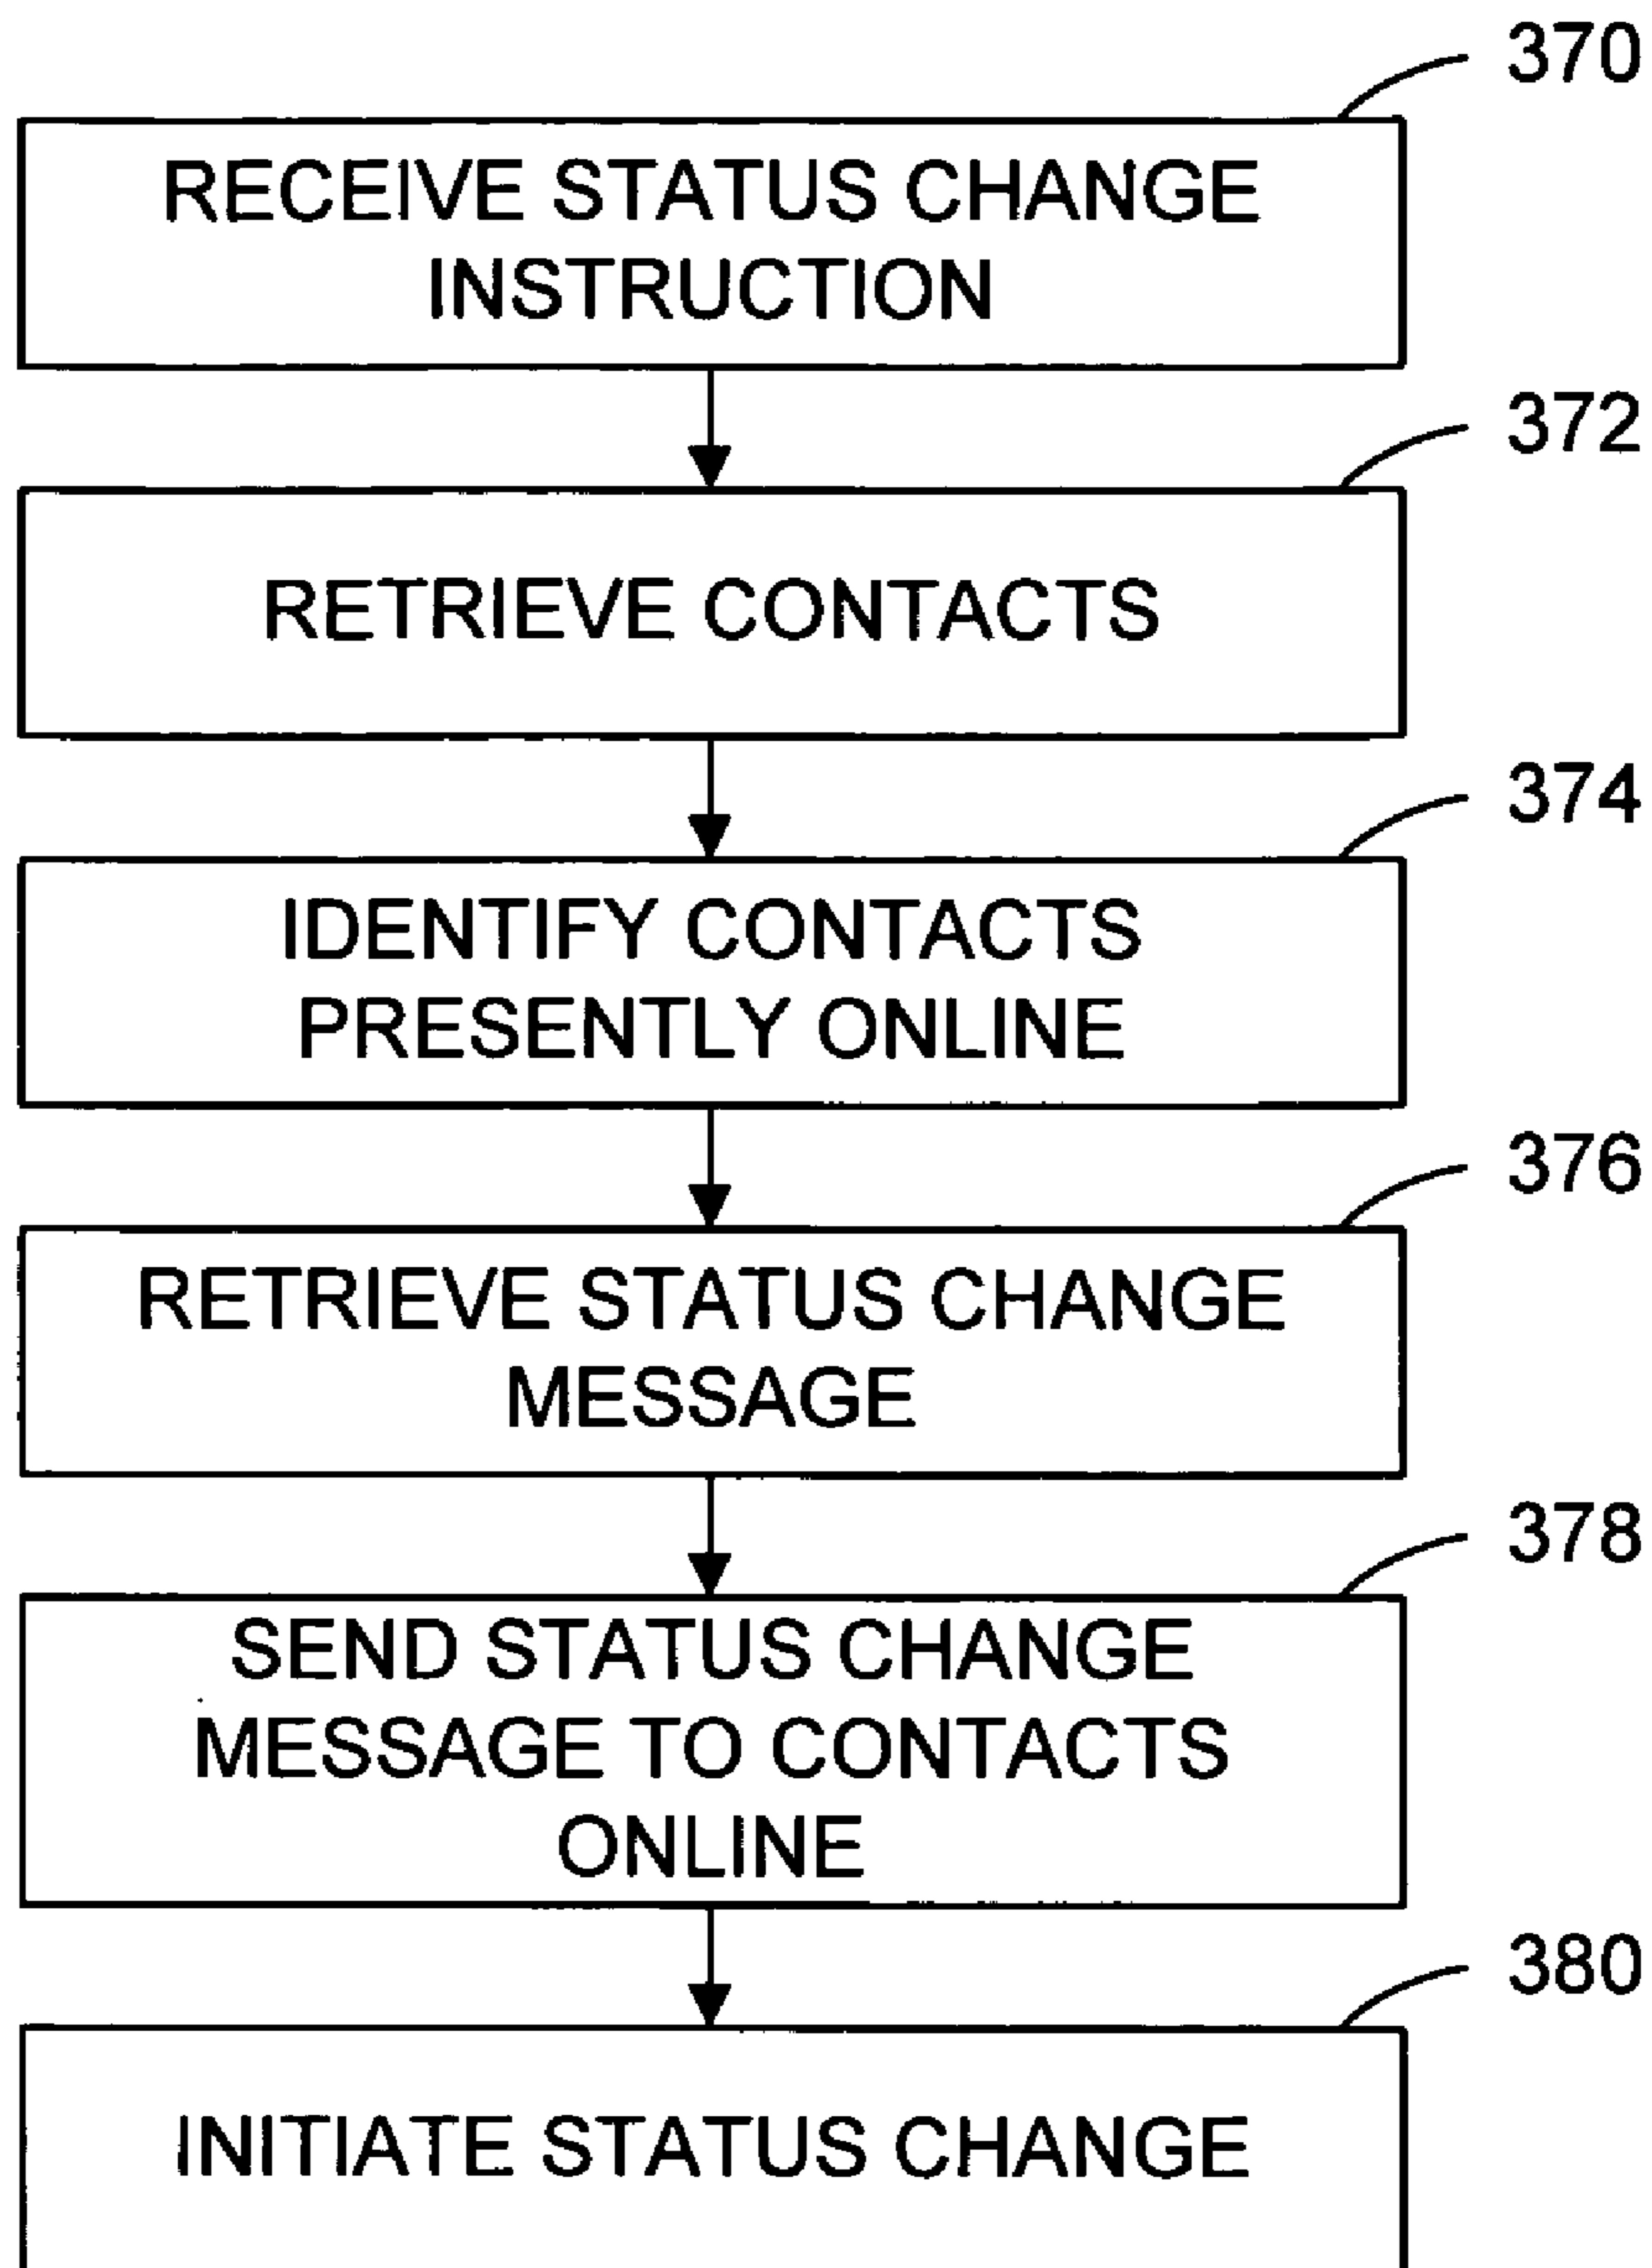 370
RECEIVE STATUS CHANGE
INSTRUCTION
372
RETRIEVE CONTACTS
374
IDENTIFY CONTACTS
PRESENTLY ONLINE
376
RETRIEVE STATUS CHANGE
MESSAGE
378
SEND STATUS CHANGE
MESSAGE TO CONTACTS
ONLINE
380
INITIATE STATUS CHANGE